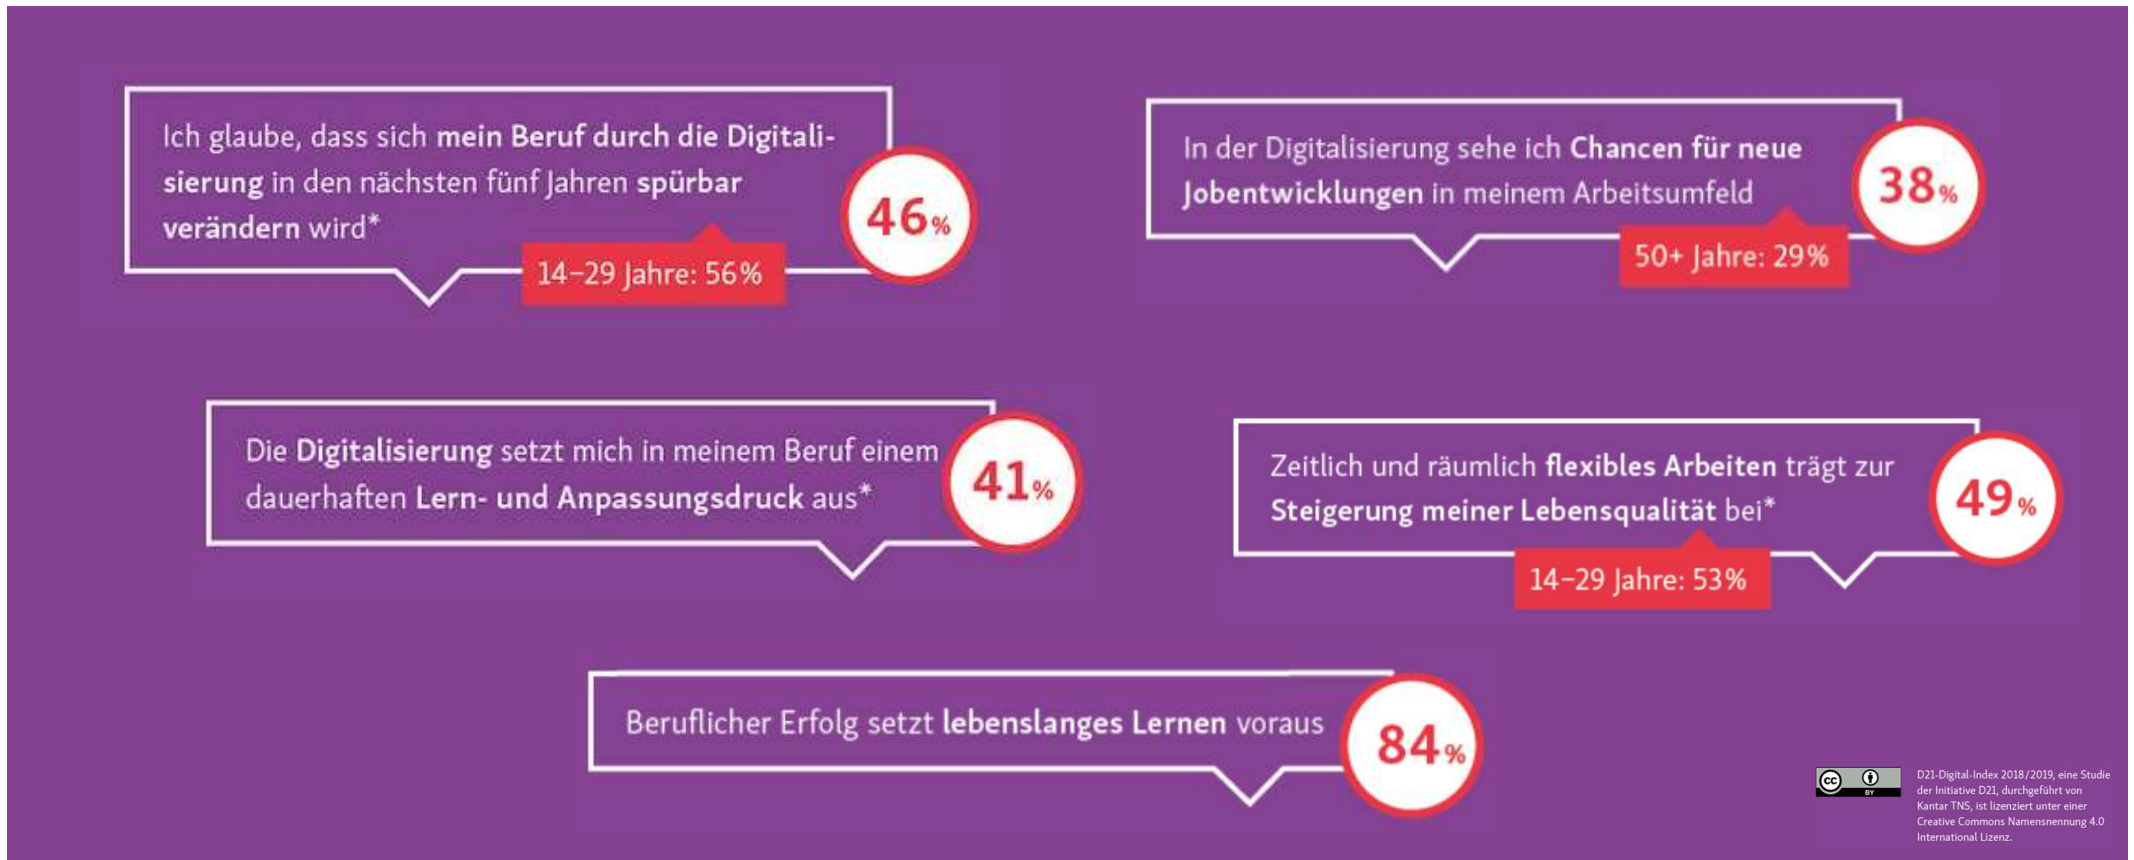 Ich glaube, dass sich mein Beruf durch die Digitali-
sierung in den nächsten fünf Jahren spürbar
verändern wird*
46%
14–29 Jahre: 56%
In der Digitalisierung sehe ich Chancen für neue
Jobentwicklungen in meinem Arbeitsumfeld
38%
50+ Jahre: 29%
Die Digitalisierung setzt mich in meinem Beruf einem
dauerhaften Lern- und Anpassungsdruck aus*
41%
Zeitlich und räumlich flexibles Arbeiten trägt zur
Steigerung meiner Lebensqualität bei*
49%
14–29 Jahre: 53%
Beruflicher Erfolg setzt lebenslanges Lernen voraus
84%
cc
BY
D21-Digital-Index 2018/2019, eine Studie
der Initiative D21, durchgeführt von
Kantar TNS, ist lizenziert unter einer
Creative Commons Namensnennung 4.0
International Lizenz.